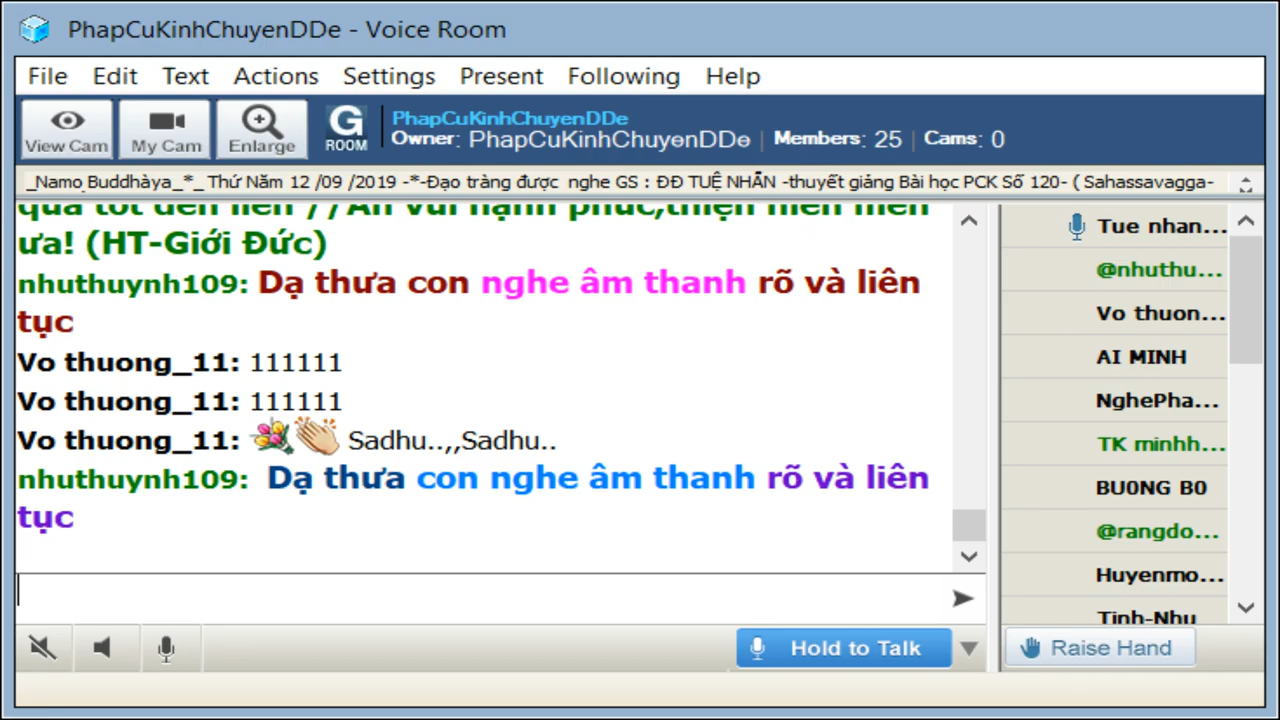 PhapCuKinhChuyenDDe - Voice Room
File Edit Text Actions Settings Present Following Help
View Cam My Cam Enlarge G ROOM
PhapCuKinhChuyenDDe
Owner: PhapCuKinhChuyenDDe | Members: 25 | Cams: 0
_Namo_Buddhàya_*_ Thứ Năm 12 /09 /2019 -*-Đạo tràng được nghe GS : ĐĐ TUỆ NHẪN -thuyết giảng Bài học PCK Số 120- ( Sahassavagga-
ưa! (HT-Giới Đức)
nhuthuynh109: Dạ thưa con nghe âm thanh rõ và liên
tục
Vo thuong_11: 111111
Vo thuong_11: 111111
Vo thuong_11: Sadhu..,,Sadhu..
nhuthuynh109: Dạ thưa con nghe âm thanh rõ và liên
tục
Hold to Talk
Tue nhan...
@nhuthu...
Vo thuon...
AI MINH
NghePha...
TK minhh...
BU0NG B0
@rangdo...
Huyenmo...
Tinh-Nhu
Raise Hand